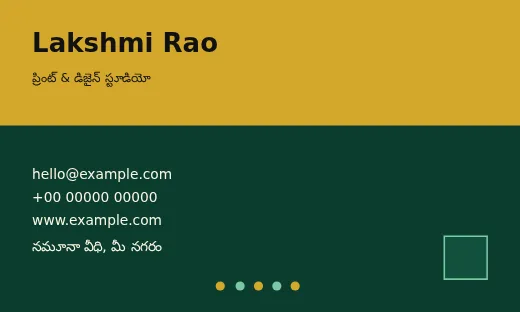 Lakshmi Rao
ప్రింట్ & డిజైన్ స్టూడియో
hello@example.com
+00 00000 00000
www.example.com
నమూనా వీధి, మీ నగరం